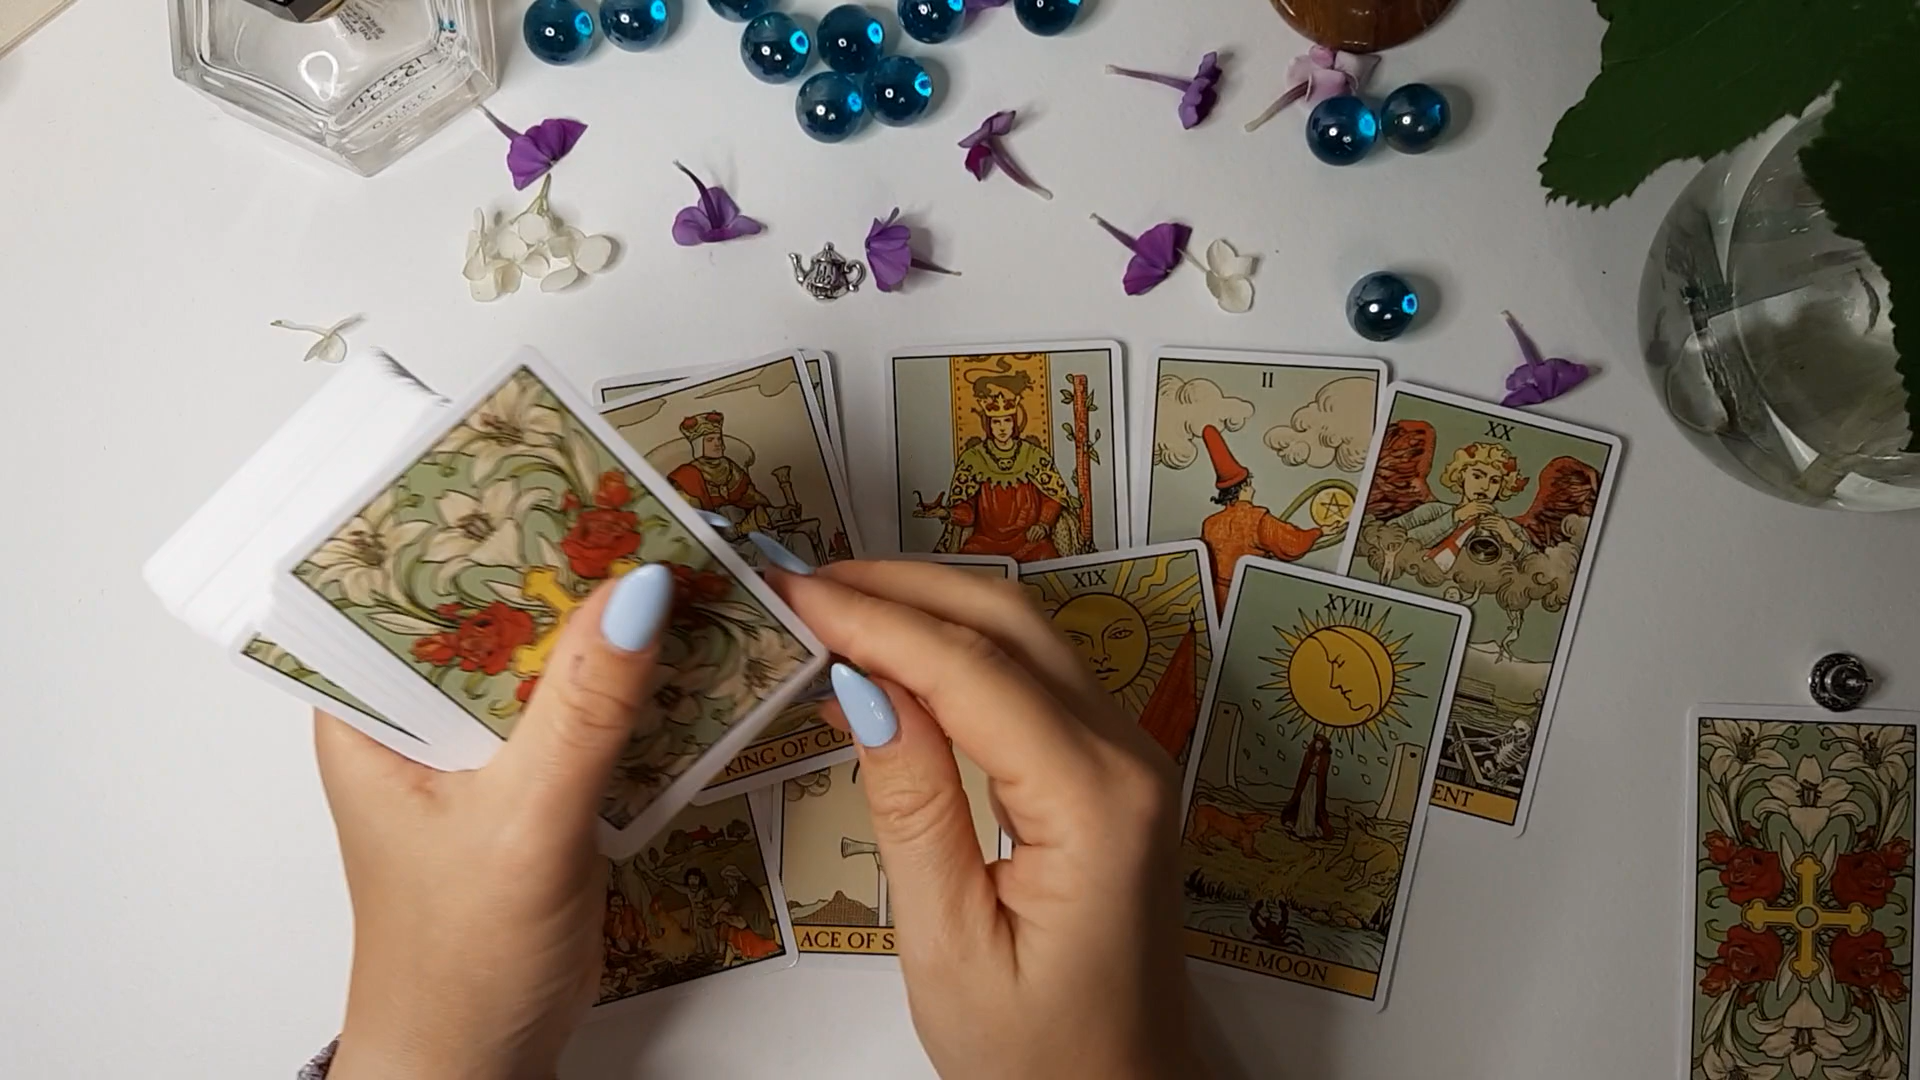 II
XX
XIX
XVIII
KING OF CU
ENT
ACE OF S
THE MOON